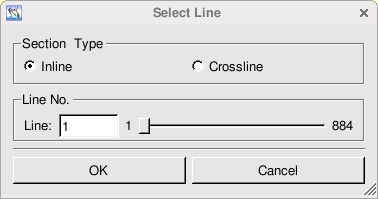 Select Line
Section Type
Inline Crossline
Line No.
Line: 1 1 884
OK Cancel